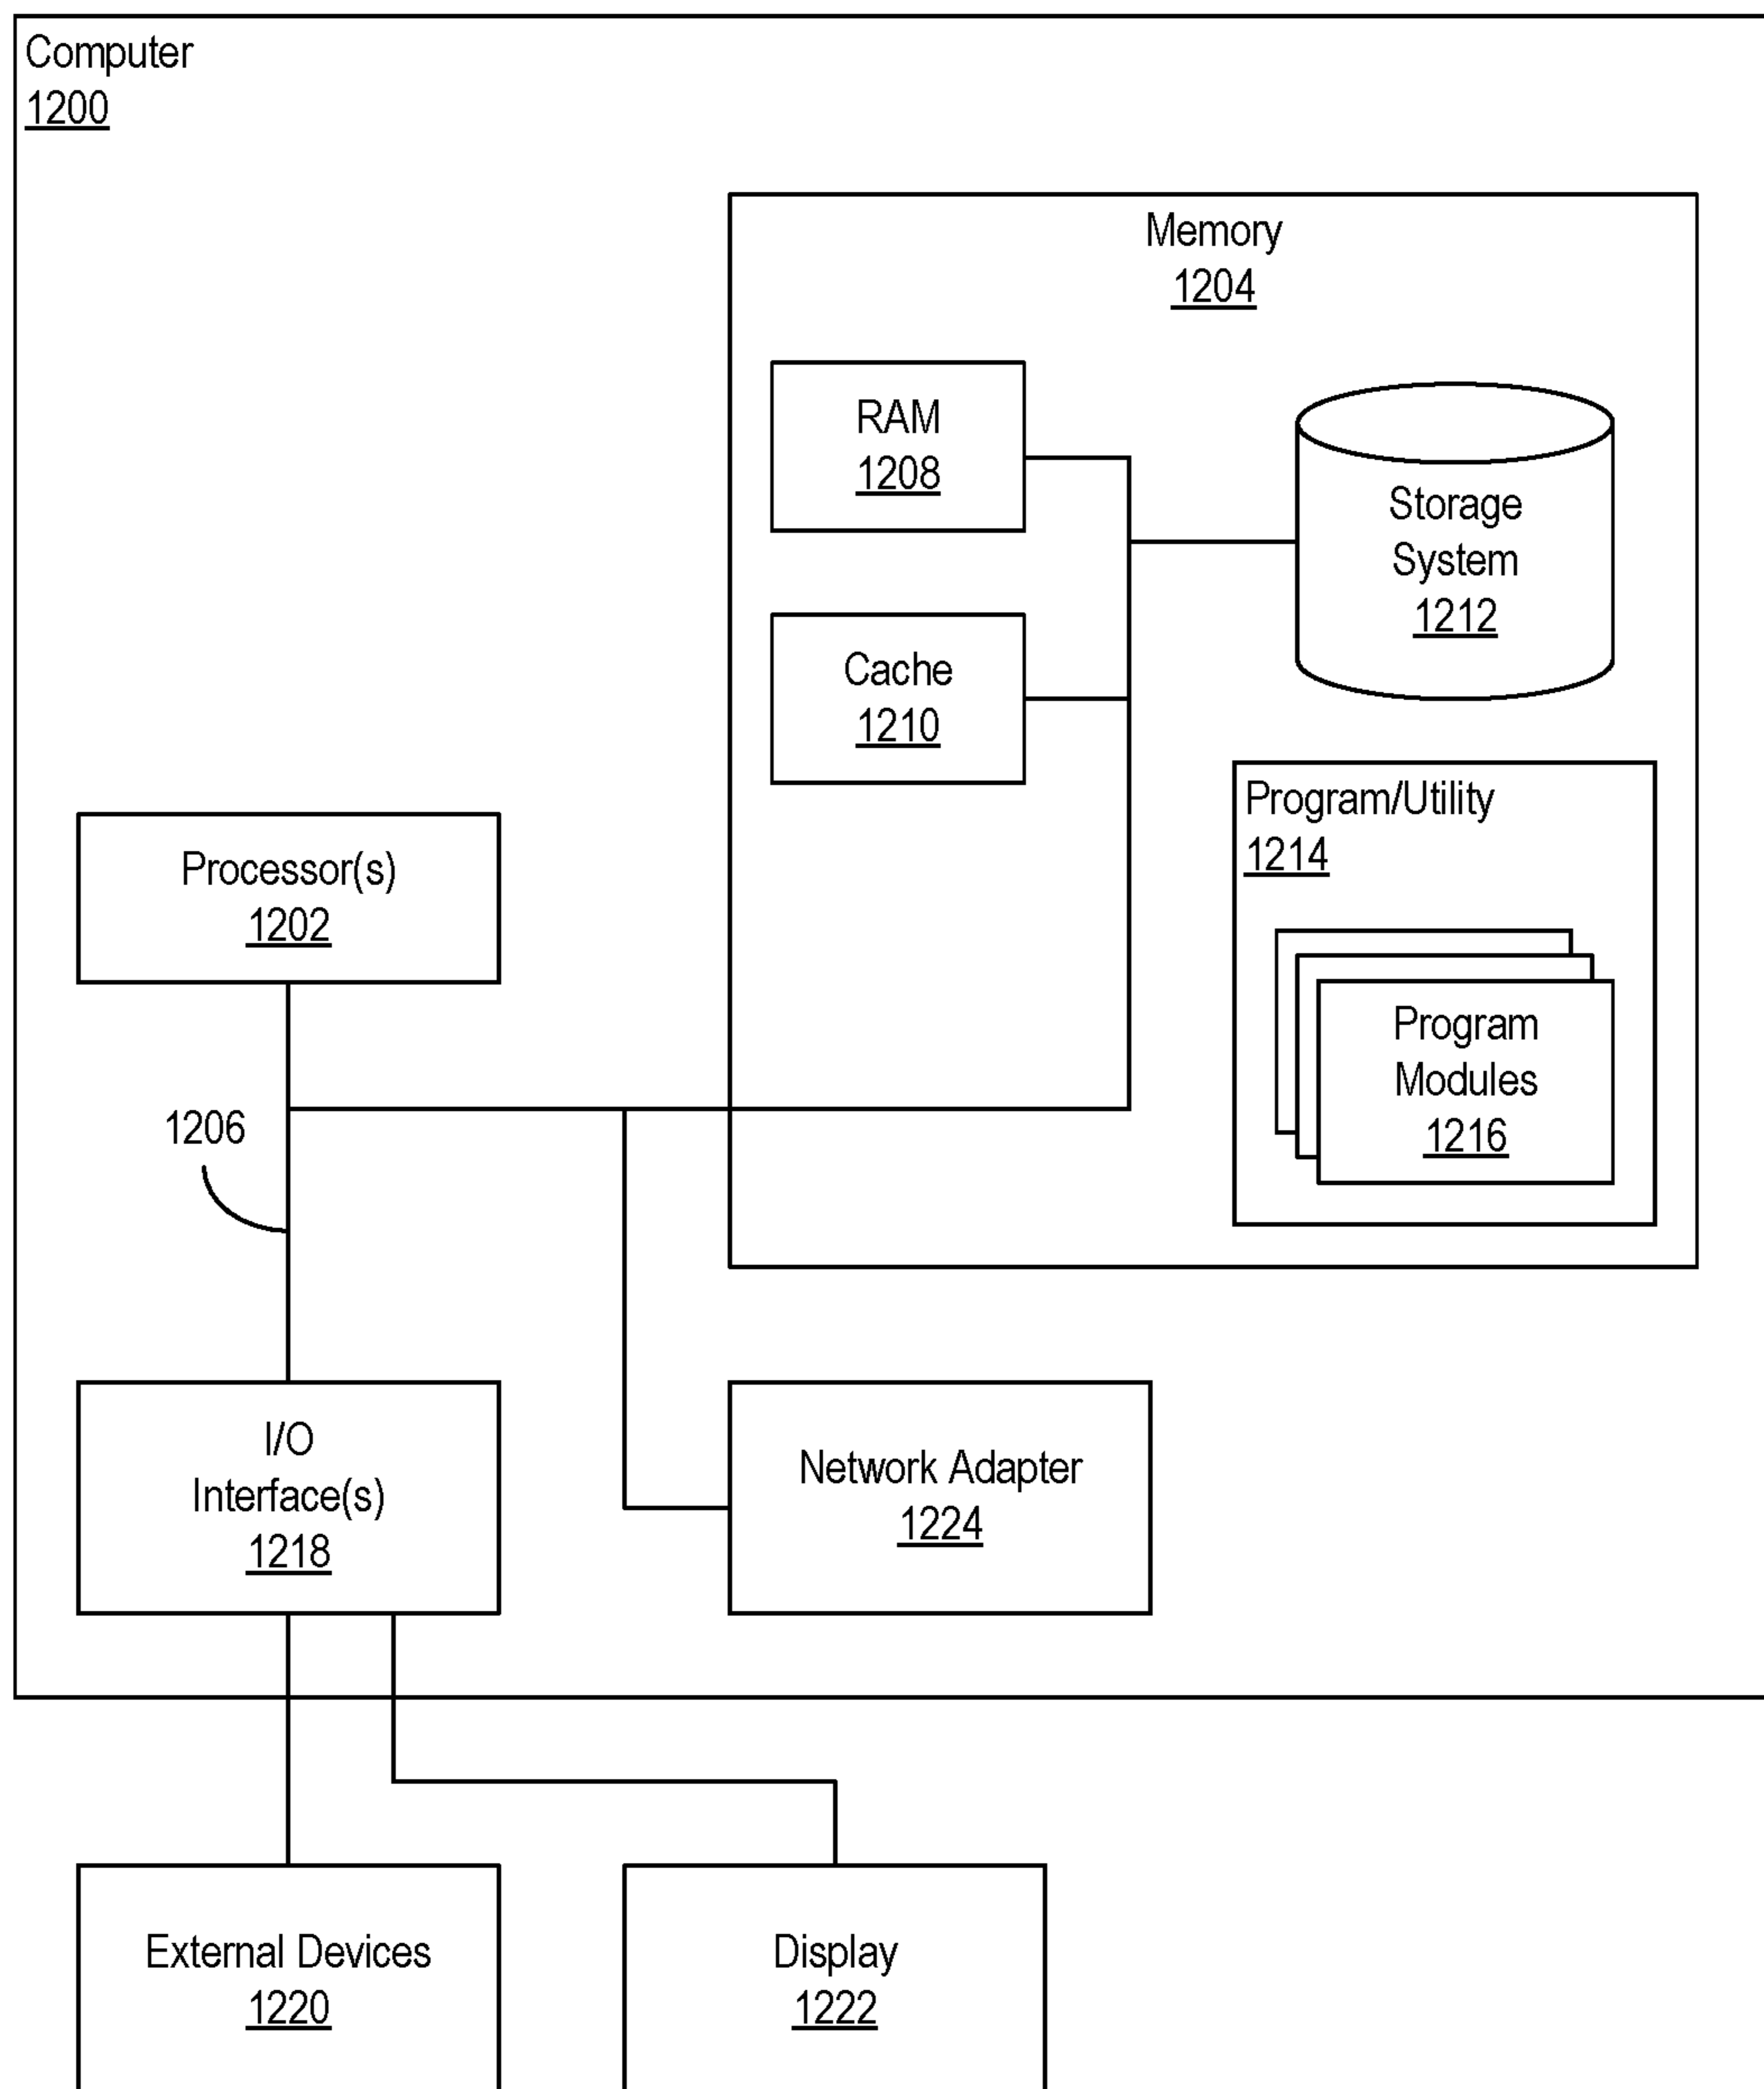 Computer
1200
Memory
1204
RAM
1208
Storage
System
1212
Cache
1210
Program/Utility
1214
Processor(s)
1202
Program
Modules
1216
1206
I/O
Interface(s)
1218
Network Adapter
1224
External Devices
1220
Display
1222